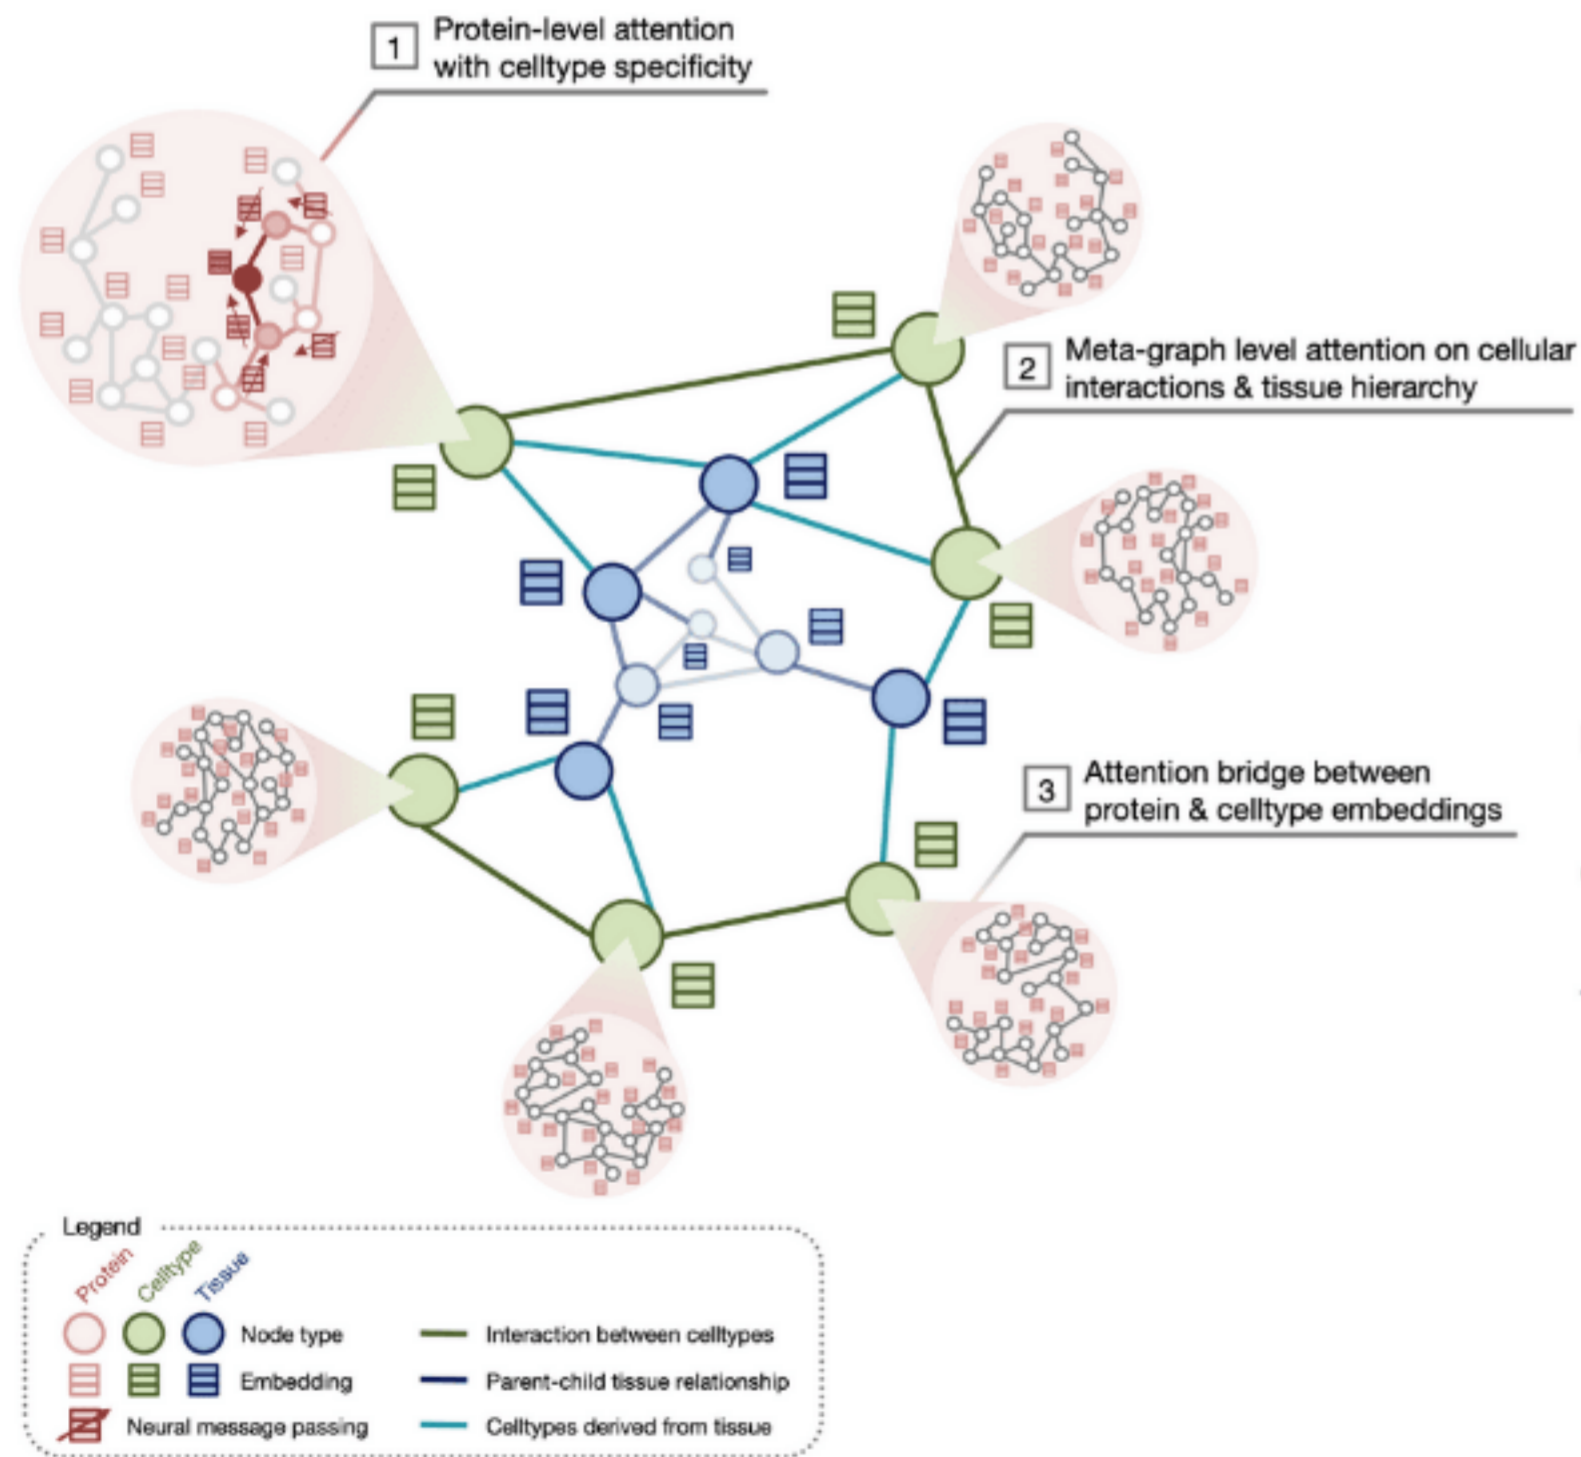 1
Protein-level attention
with celltype specificity
2
Meta-graph level attention on cellular
interactions & tissue hierarchy
3
Attention bridge between
protein & celltype embeddings
Legend
Protein
Celltype
Tissue
Node type
Embedding
Neural message passing
Interaction between celltypes
Parent-child tissue relationship
Celltypes derived from tissue